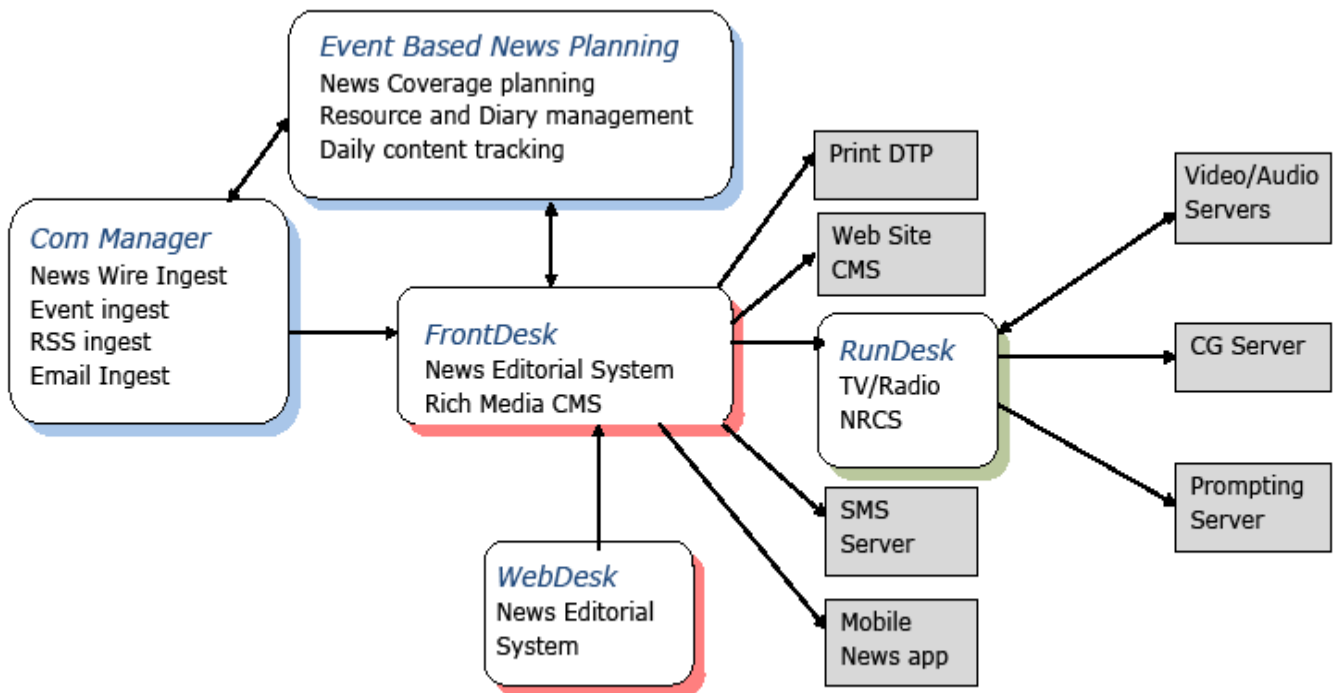 Event Based News Planning
News Coverage planning
Resource and Diary management
Daily content tracking
Com Manager
News Wire Ingest
Event ingest
RSS ingest
Email Ingest
FrontDesk
News Editorial System
Rich Media CMS
WebDesk
News Editorial
System
Print DTP
Web Site
CMS
RunDesk
TV/Radio
NRCS
SMS
Server
Mobile
News app
Video/Audio
Servers
CG Server
Prompting
Server